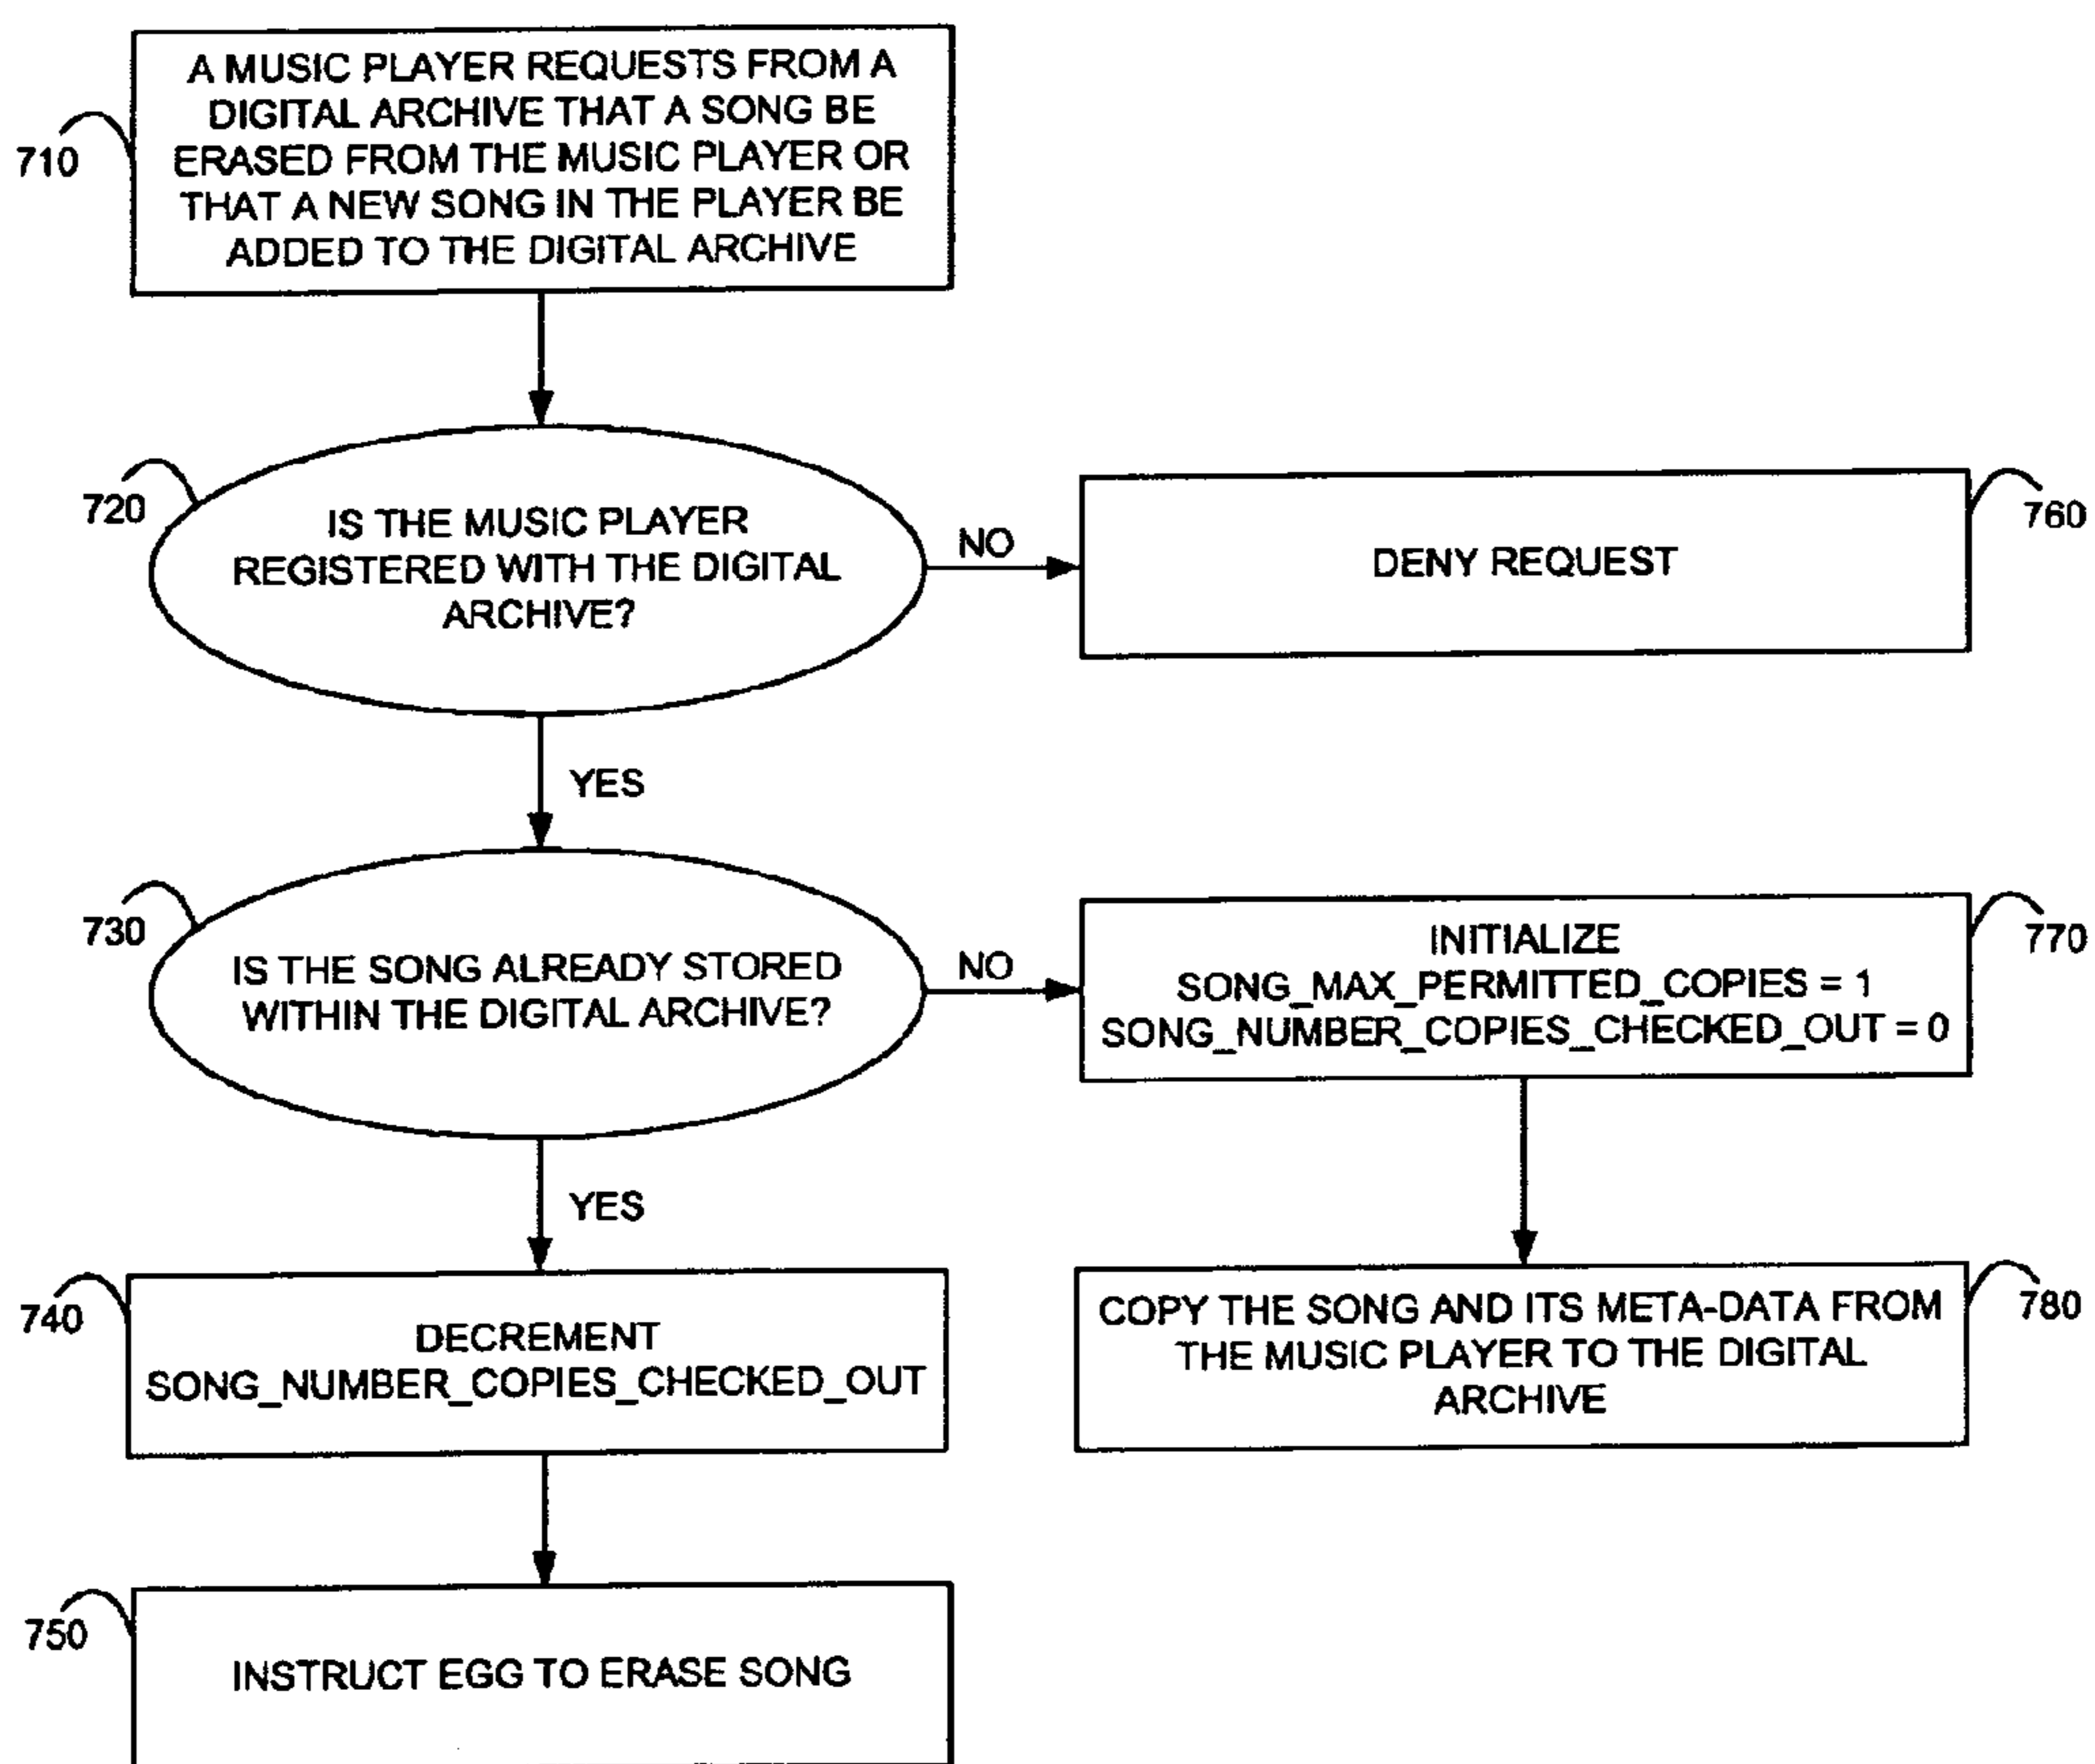 A MUSIC PLAYER REQUESTS FROM A
DIGITAL ARCHIVE THAT A SONG BE
ERASED FROM THE MUSIC PLAYER OR
THAT A NEW SONG IN THE PLAYER BE
ADDED TO THE DIGITAL ARCHIVE
710
720
IS THE MUSIC PLAYER
REGISTERED WITH THE DIGITAL
ARCHIVE?
NO
DENY REQUEST
760
YES
730
IS THE SONG ALREADY STORED
WITHIN THE DIGITAL ARCHIVE?
NO
INITIALIZE
SONG_MAX_PERMITTED_COPIES = 1
SONG_NUMBER_COPIES_CHECKED_OUT = 0
770
YES
740
DECREMENT
SONG_NUMBER_COPIES_CHECKED_OUT
COPY THE SONG AND ITS META-DATA FROM
THE MUSIC PLAYER TO THE DIGITAL
ARCHIVE
780
750
INSTRUCT EGG TO ERASE SONG